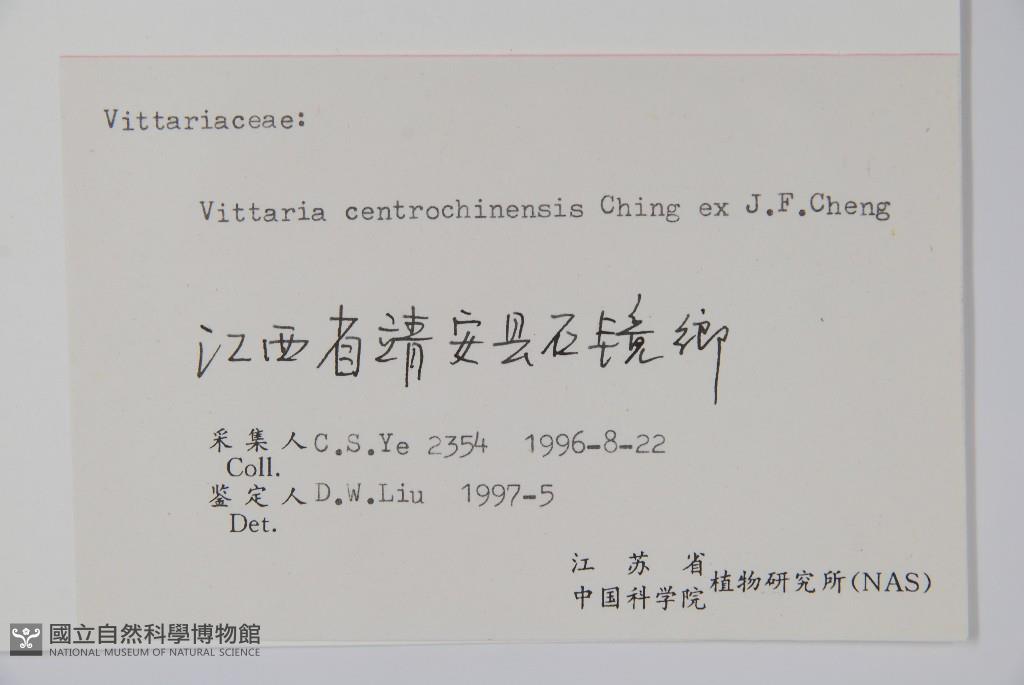 Vittariaceae:
Vittaria centrochinensis Ching ex J.F.Cheng
江西省靖安县石镜鄉
采集人 C.S.Ye 2354 1996-8-22
Coll.
鉴定人 D.W.Liu 1997-5
Det.
江苏省
中国科学院 植物研究所(NAS)
國立自然科學博物館
NATIONAL MUSEUM OF NATURAL SCIENCE